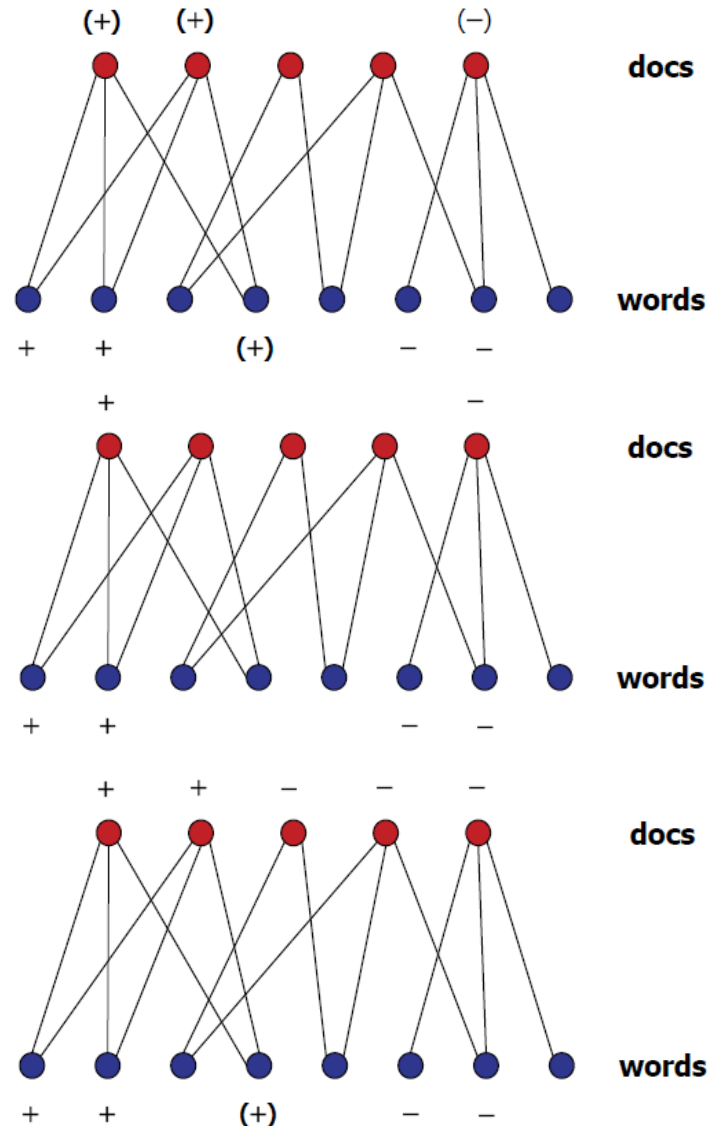 (+) (+) (−)
docs
words
+ + (+) − −
+ −
docs
words
+ + − −
+ + − − −
docs
words
+ + (+) − −